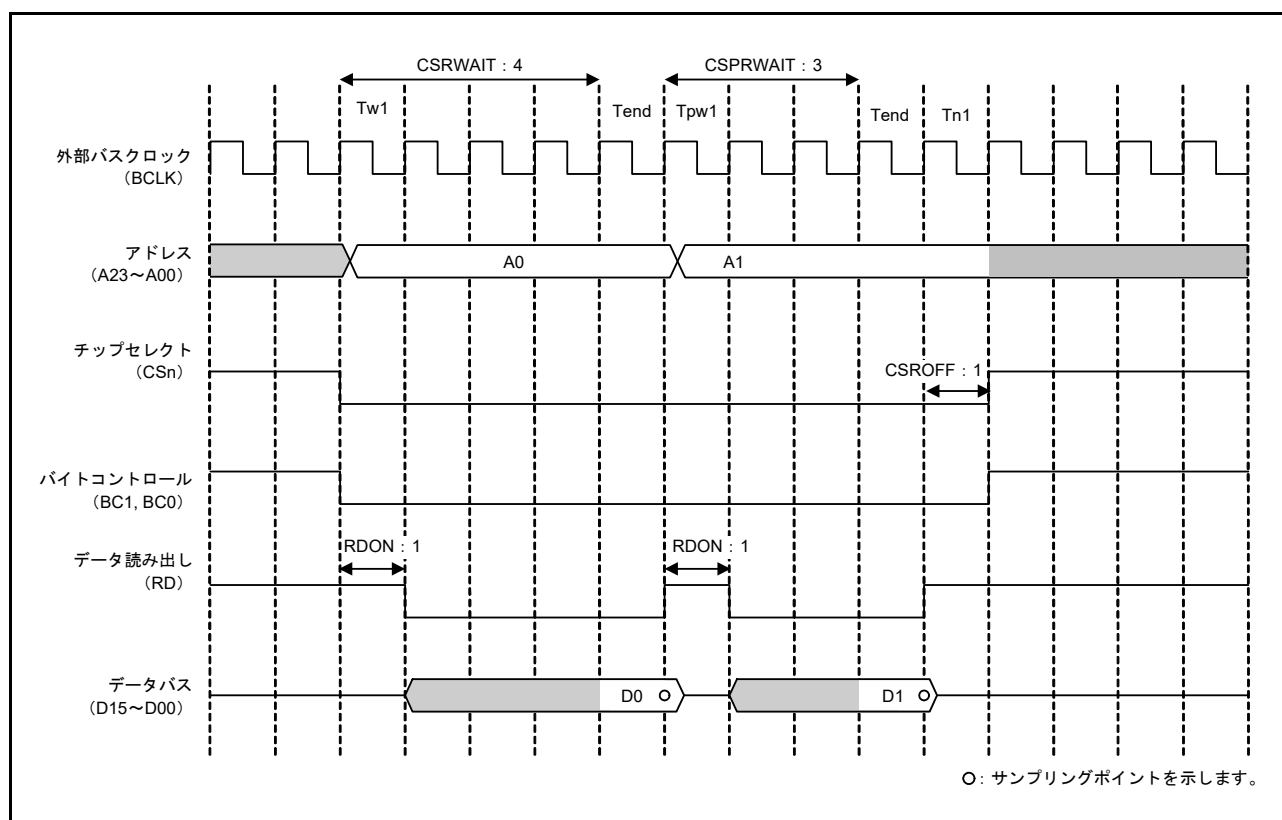 CSRWAIT : 4
CSPRWAIT : 3
Tw1
Tend
Tpw1
Tend
Tn1
外部バスクロック
（BCLK）
アドレス
（A23～A00）
A0
A1
チップセレクト
（CSn）
CSROFF : 1
バイトコントロール
（BC1, BC0）
データ読み出し
（RD）
RDON : 1
RDON : 1
データバス
（D15～D00）
D0
D1
：サンプリングポイントを示します。